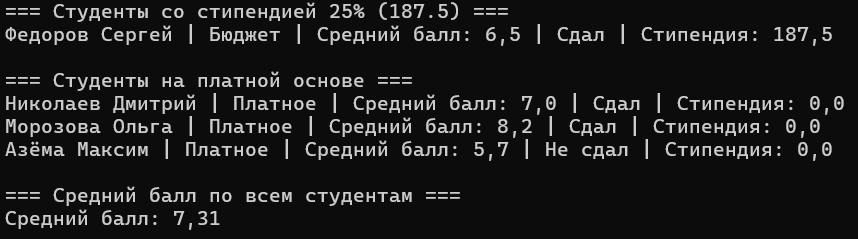 === Студенты со стипендией 25% (187.5) ===
Федоров Сергей | Бюджет | Средний балл: 6,5 | Сдал | Стипендия: 187,5
=== Студенты на платной основе ===
Николаев Дмитрий | Платное | Средний балл: 7,0 | Сдал | Стипендия: 0,0
Морозова Ольга | Платное | Средний балл: 8,2 | Сдал | Стипендия: 0,0
Азёма Максим | Платное | Средний балл: 5,7 | Не сдал | Стипендия: 0,0
=== Средний балл по всем студентам ===
Средний балл: 7,31